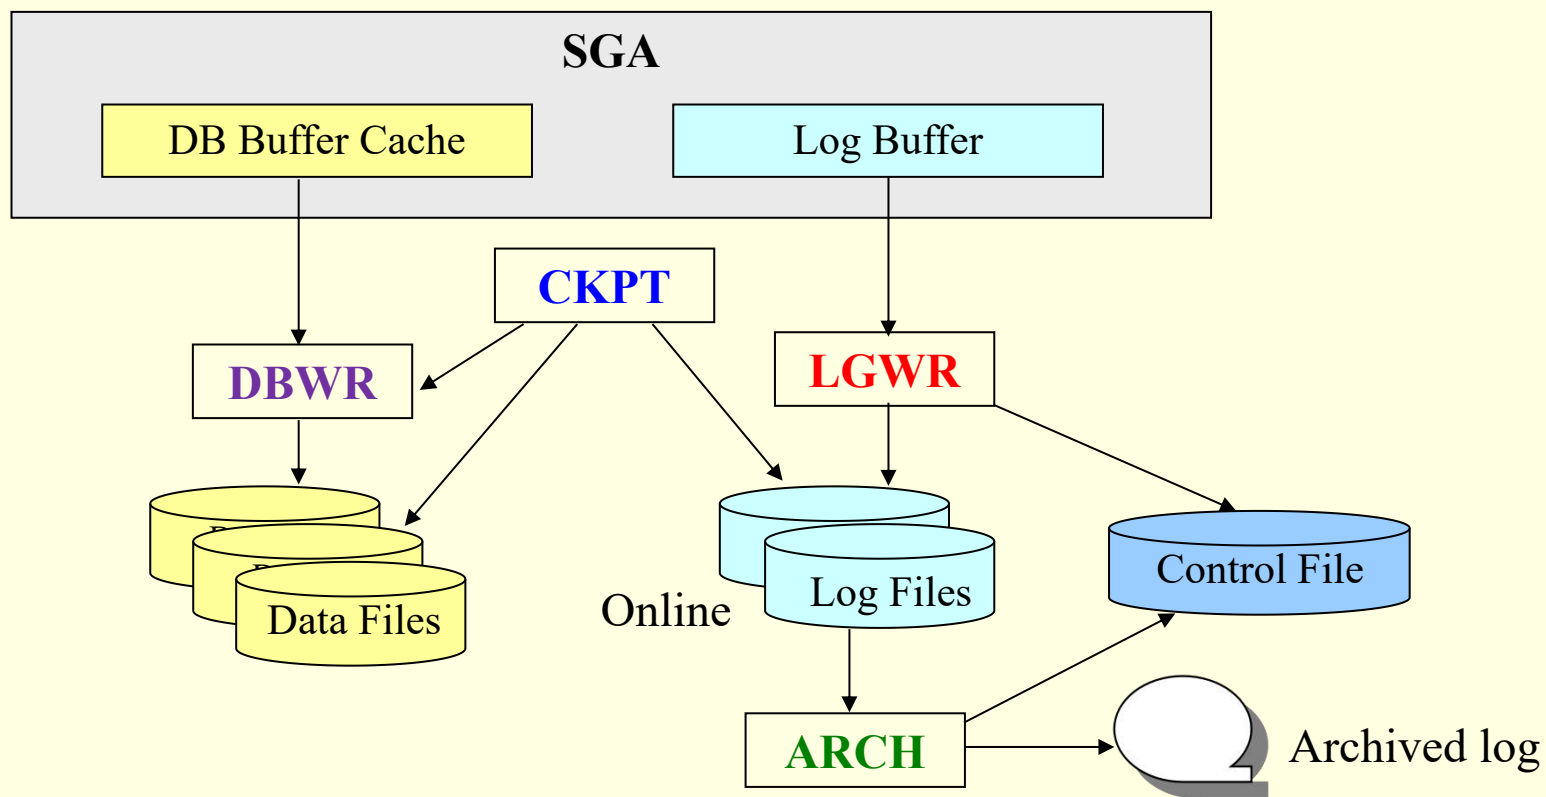 SGA
DB Buffer Cache
Log Buffer
CKPT
DBWR
LGWR
Data Files
Online
Log Files
Control File
ARCH
Archived log